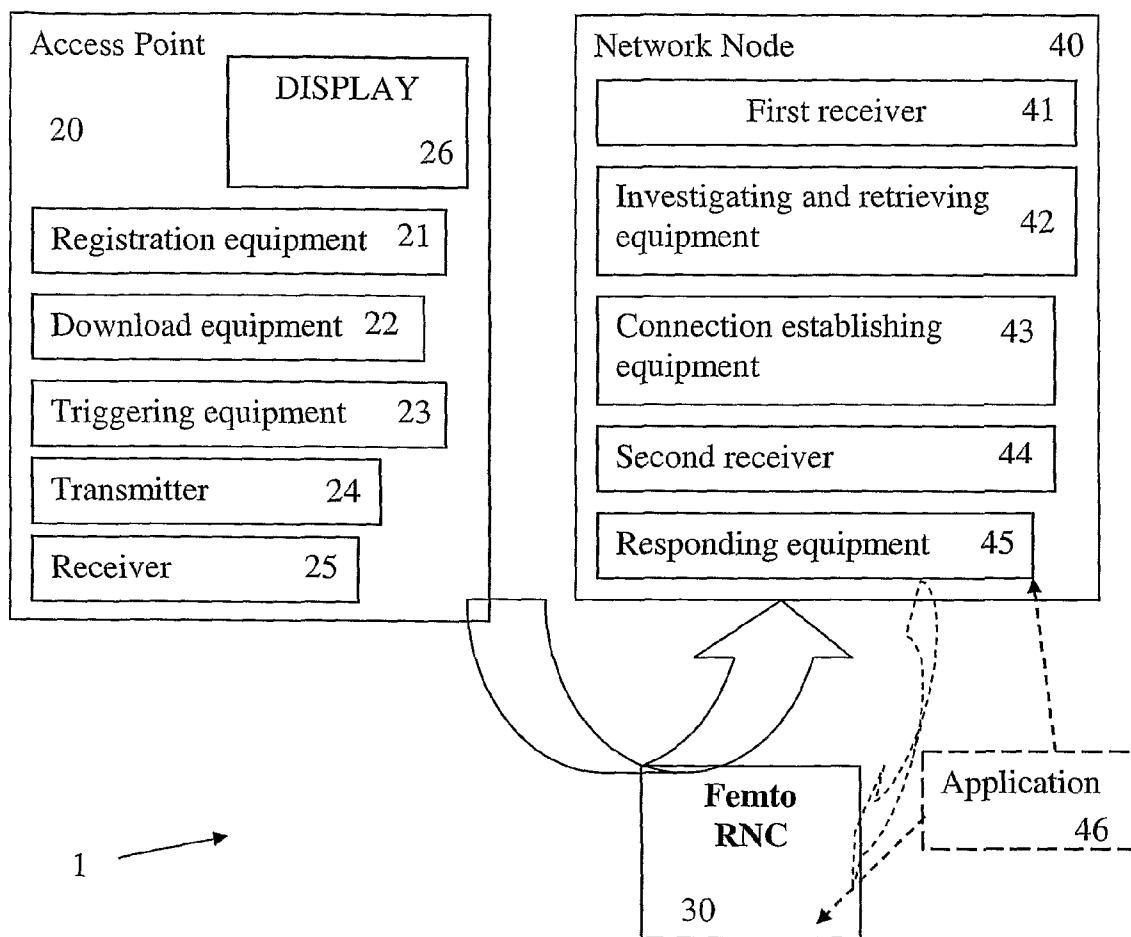 Access Point
20
DISPLAY
26
Registration equipment 21
Download equipment 22
Triggering equipment 23
Transmitter 24
Receiver 25
Network Node 40
First receiver 41
Investigating and retrieving
equipment 42
Connection establishing
equipment 43
Second receiver 44
Responding equipment 45
Femto
RNC
30
Application
46
1